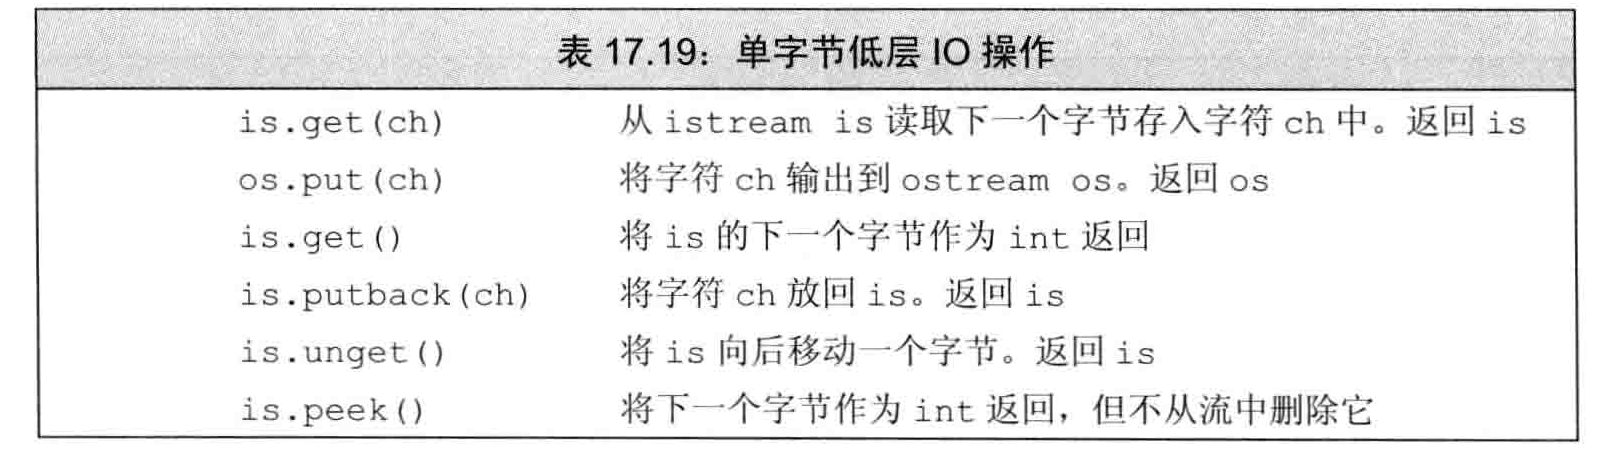 表 17.19：单字节低层 IO 操作
is.get(ch) 从 istream is 读取下一个字节存入字符 ch 中。返回 is
os.put(ch) 将字符 ch 输出到 ostream os。返回 os
is.get() 将 is 的下一个字节作为 int 返回
is.putback(ch) 将字符 ch 放回 is。返回 is
is.unget() 将 is 向后移动一个字节。返回 is
is.peek() 将下一个字节作为 int 返回，但不从流中删除它